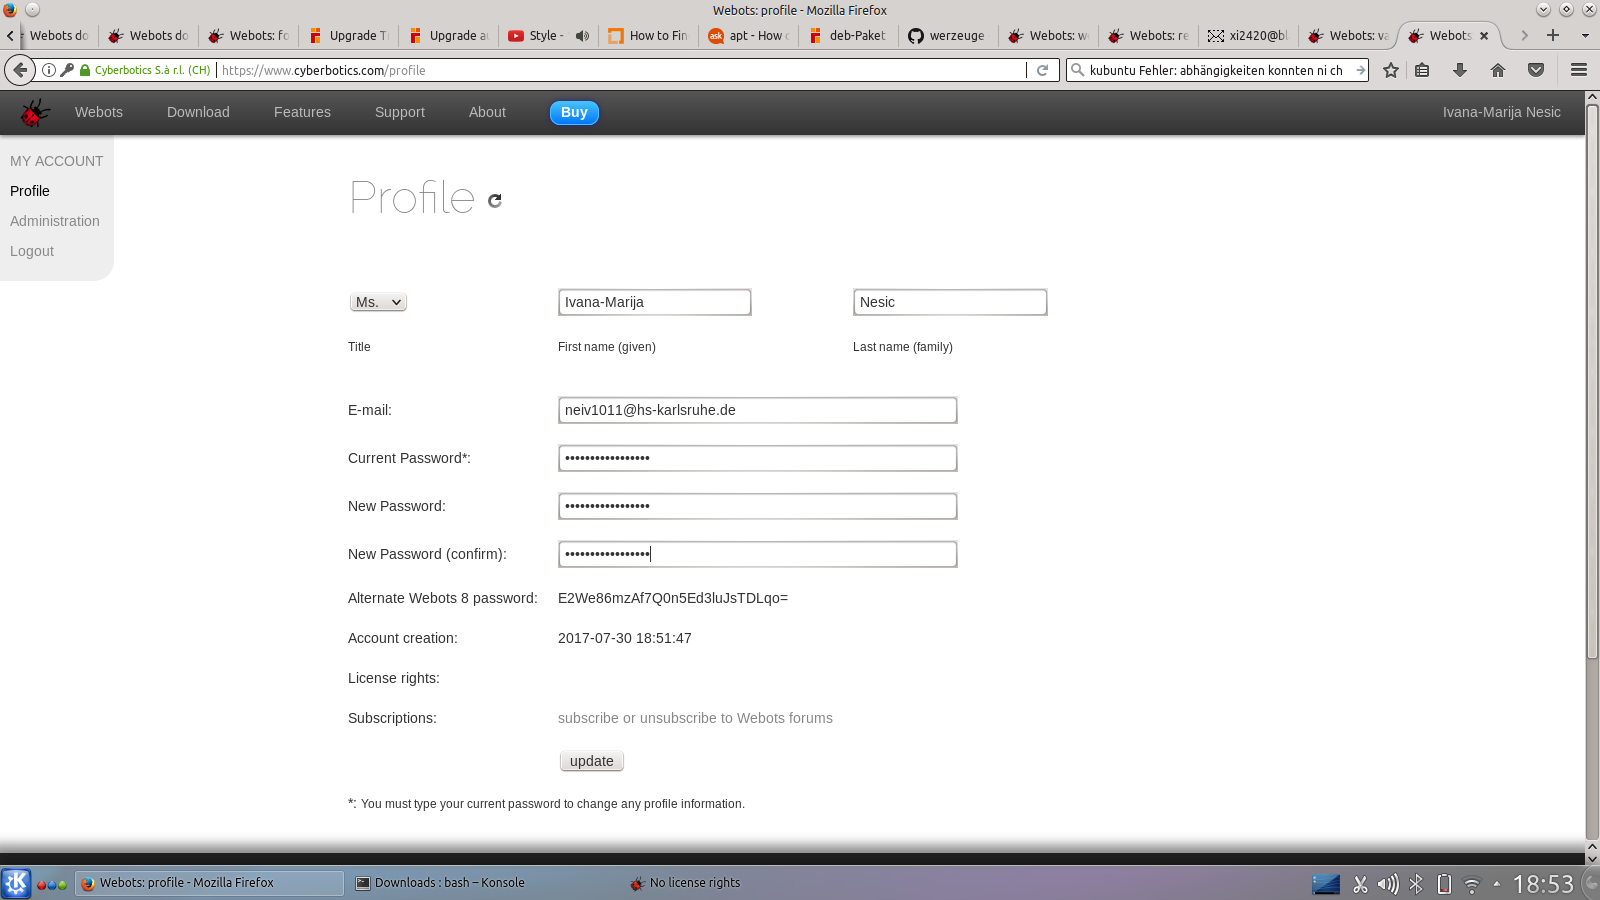 Webots: profile - Mozilla Firefox
Webots do
Webots do
Webots: fo
Upgrade T
Upgrade au
Style -
How to Fin
apt - How
deb-Paket
werzeuge
Webots: w
Webots: re
xi2420@bl
Webots: va
Webots
Cyberbotics S.à r.l. (CH)
https://www.cyberbotics.com/profile
kubuntu Fehler: abhängigkeiten konnten ni ch
Webots
Download
Features
Support
About
Buy
Ivana-Marija Nesic
MY ACCOUNT
Profile
Administration
Logout
Profile
Ms.
Ivana-Marija
Nesic
Title
First name (given)
Last name (family)
E-mail:
neiv1011@hs-karlsruhe.de
Current Password*:
•••••••••••••••••
New Password:
•••••••••••••••••
New Password (confirm):
•••••••••••••••••
Alternate Webots 8 password:
E2We86mzAf7Q0n5Ed3luJsTDLqo=
Account creation:
2017-07-30 18:51:47
License rights:
Subscriptions:
subscribe or unsubscribe to Webots forums
update
*: You must type your current password to change any profile information.
Webots: profile - Mozilla Firefox
Downloads : bash – Konsole
No license rights
18:53